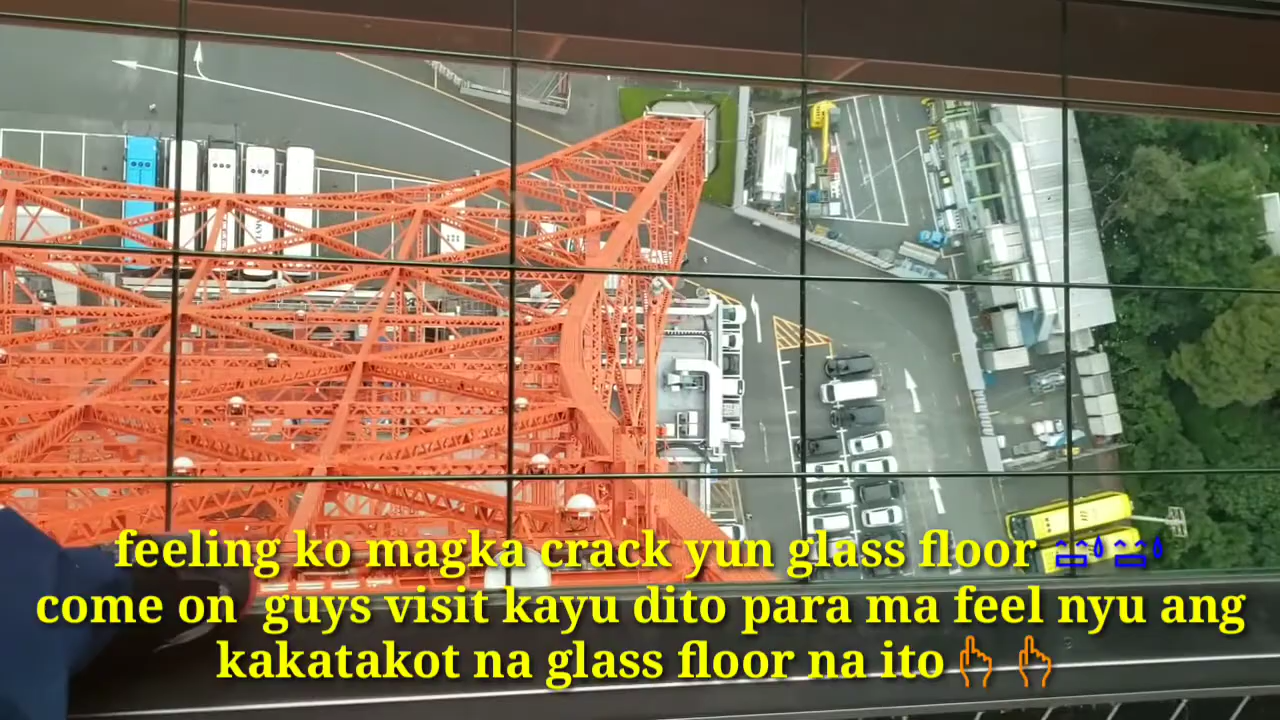 feeling ko magka crack yun glass floor
come on guys visit kayu dito para ma feel nyu ang
kakatakot na glass floor na ito